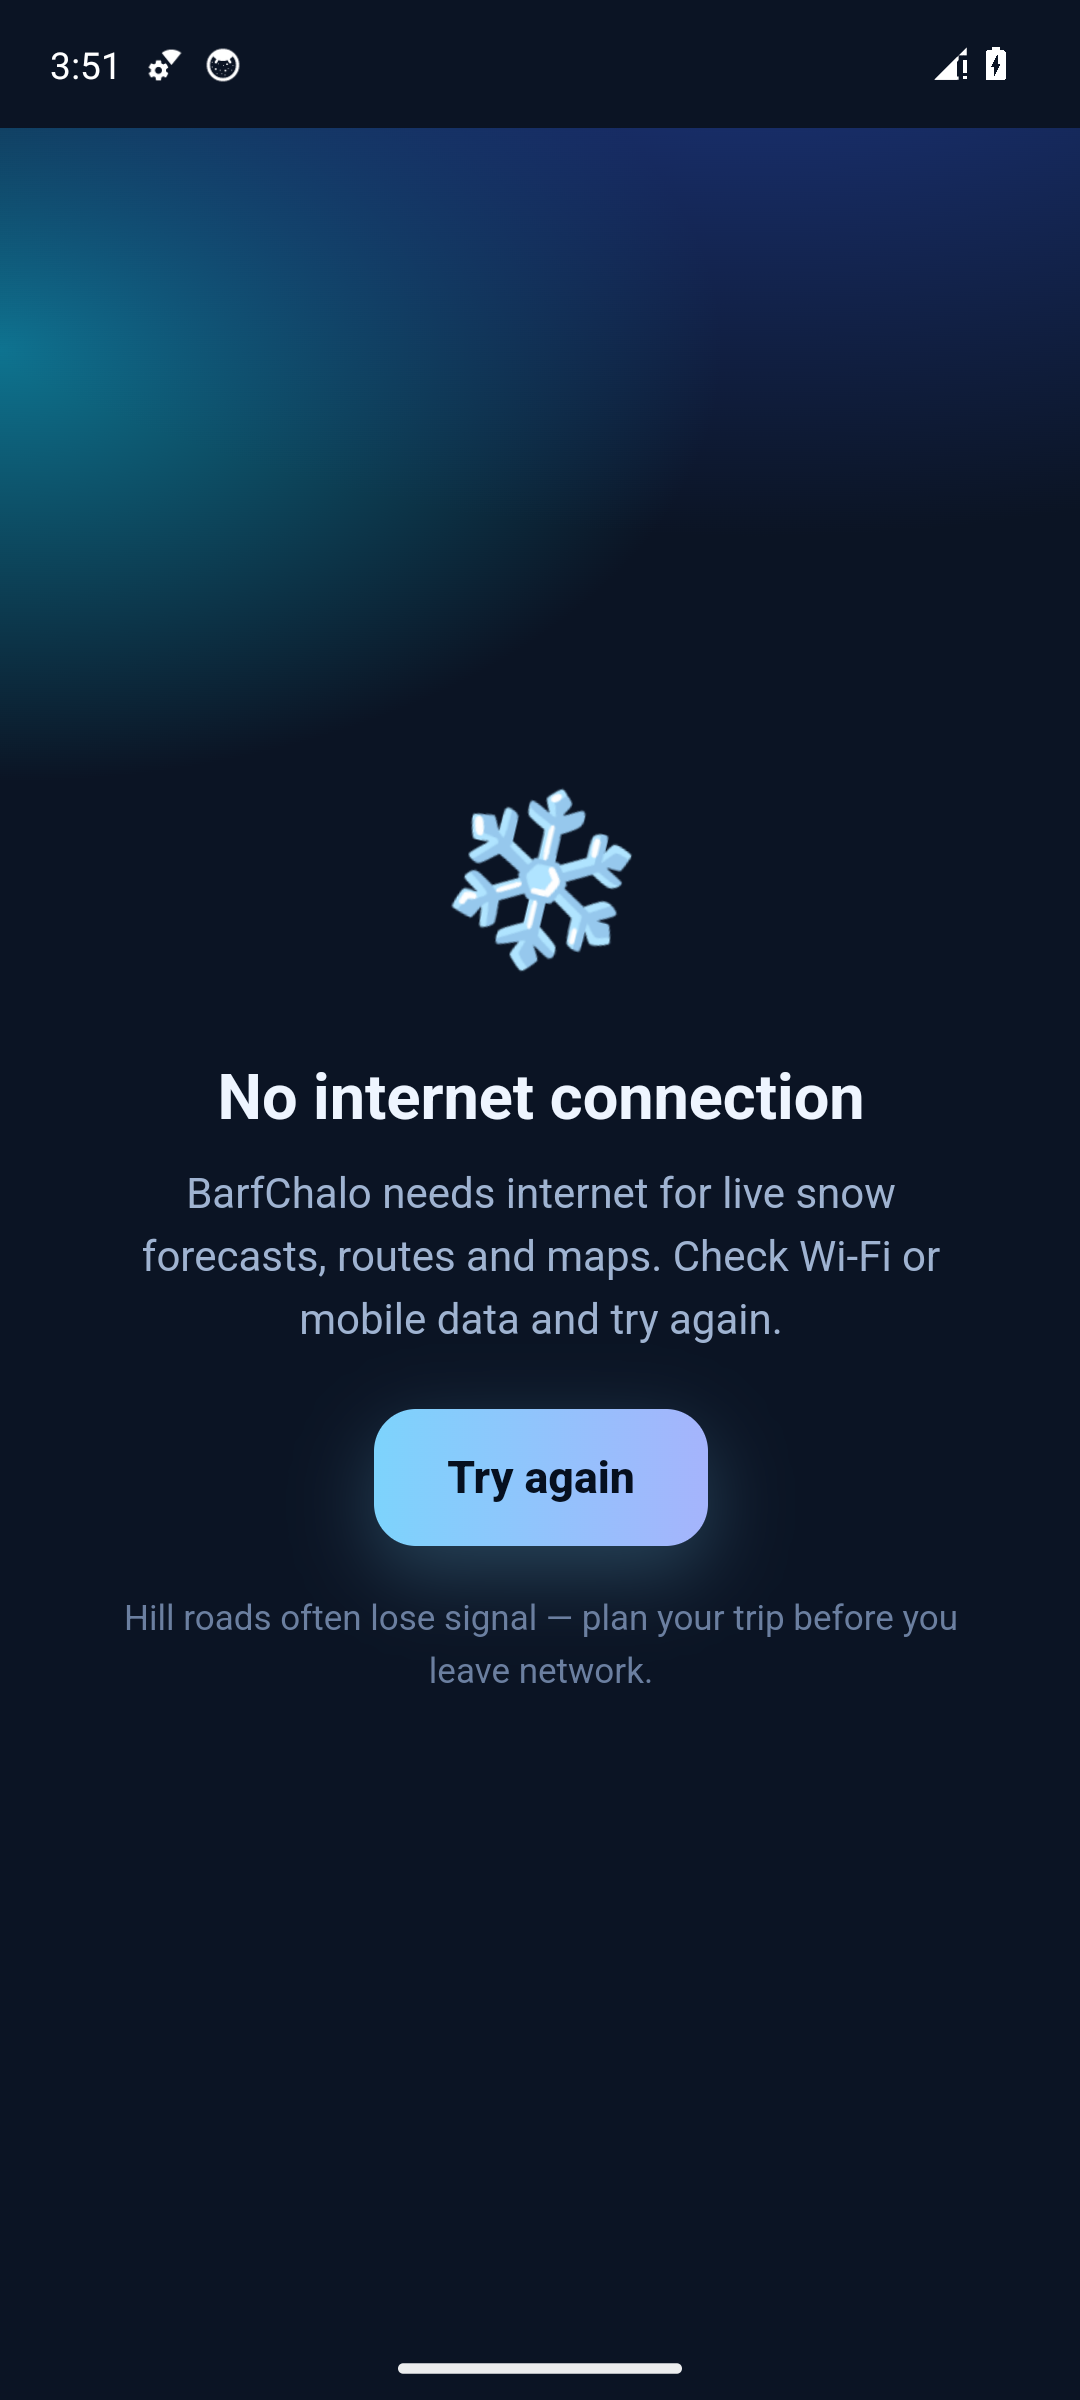 3:51
No internet connection
BarfChalo needs internet for live snow
forecasts, routes and maps. Check Wi-Fi or
mobile data and try again.
Try again
Hill roads often lose signal — plan your trip before you
leave network.